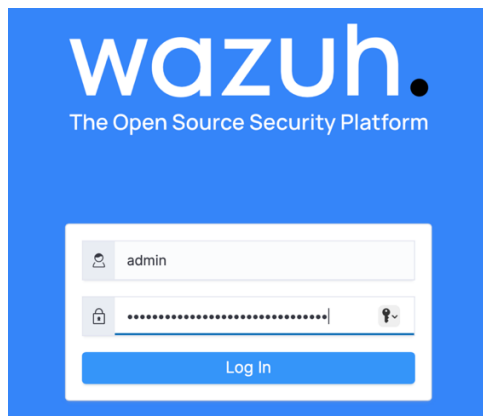 wazuh.
The Open Source Security Platform
admin
••••••••••••••••••••••••••••••••
Log In